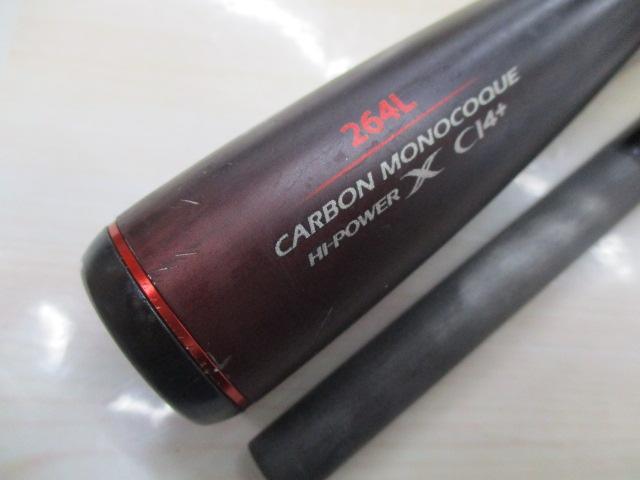 264L
CARBON MONOCOQUE
HI-POWER X CI4+